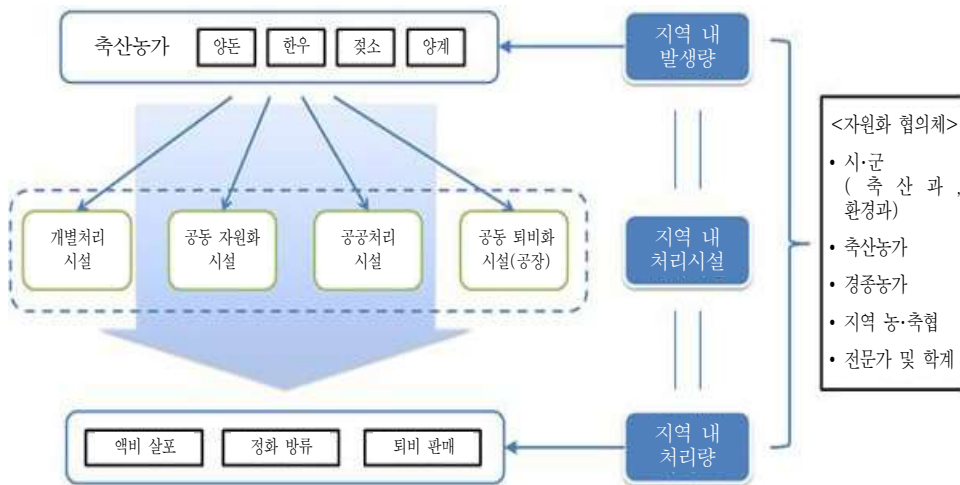 축산농가
양돈
한우
젖소
양계
지역 내
발생량
개별처리
시설
공동 자원화
시설
공공처리
시설
공동 퇴비화
시설(공장)
지역 내
처리시설
액비 살포
정화 방류
퇴비 판매
지역 내
처리량
<자원화 협의체>
• 시·군
( 축 산 과 ,
환경과)
• 축산농가
• 경종농가
• 지역 농·축협
• 전문가 및 학계